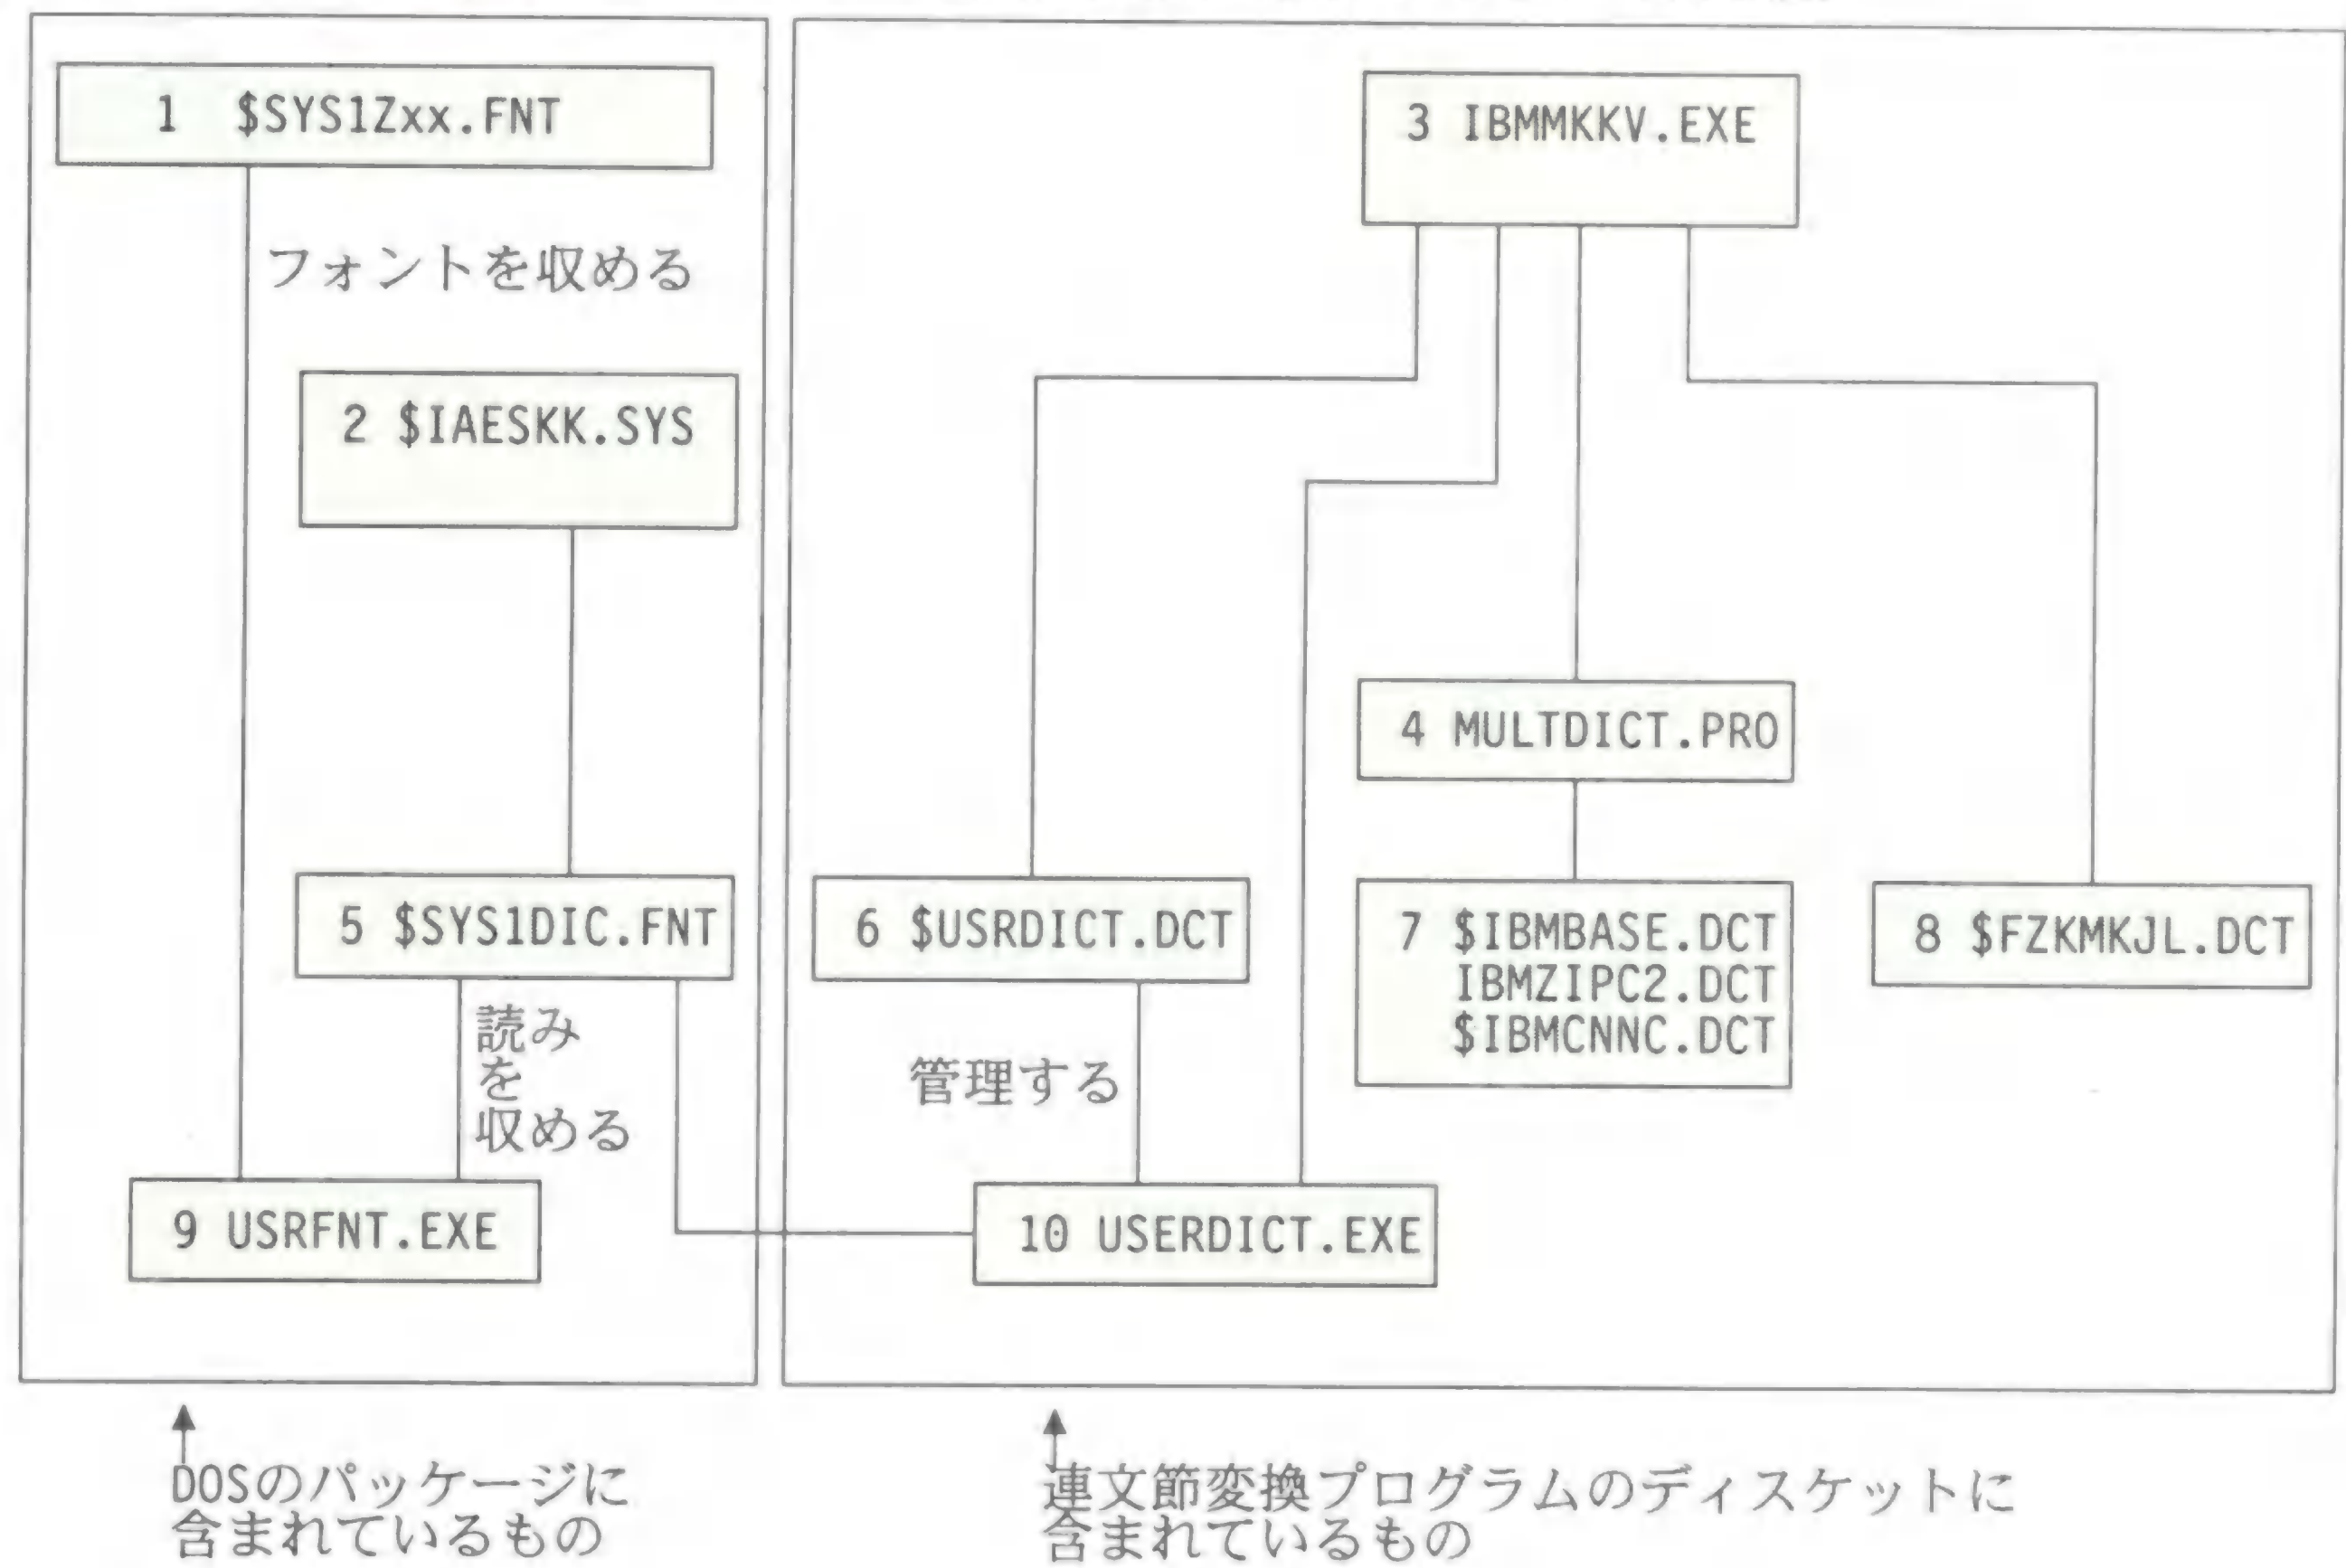 1 $SYS1Zxx.FNT
フォントを収める
2 $IAESKK.SYS
5 $SYS1DIC.FNT
読み
を
収める
9 USRFNT.EXE
3 IBMMKKV.EXE
4 MULTDICT.PRO
6 $USRDICT.DCT
7 $IBMBASE.DCT
IBMZIPC2.DCT
$IBMCNNC.DCT
8 $FZKMKJL.DCT
管理する
10 USERDICT.EXE
DOSのパッケージに
含まれているもの
連文節変換プログラムのディスケットに
含まれているもの